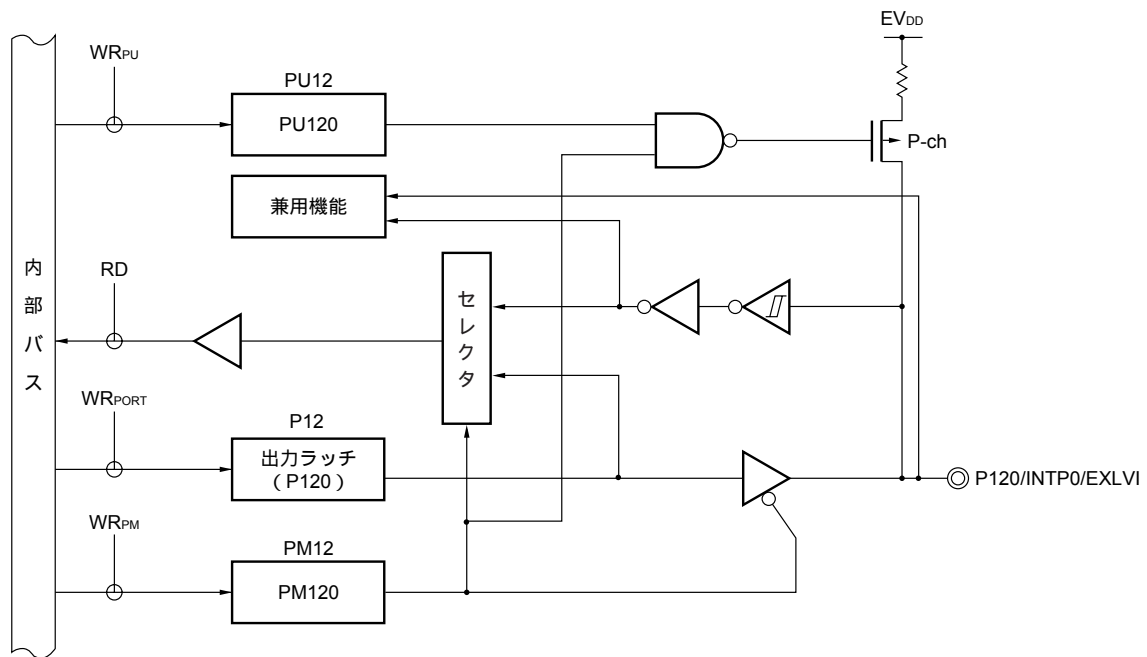 EVDD
WRPU
PU12
PU120
P-ch
兼用機能
内部バス
RD
セレクタ
WRPORT
P12
出力ラッチ
（P120）
P120/INTP0/EXLVI
WRPM
PM12
PM120